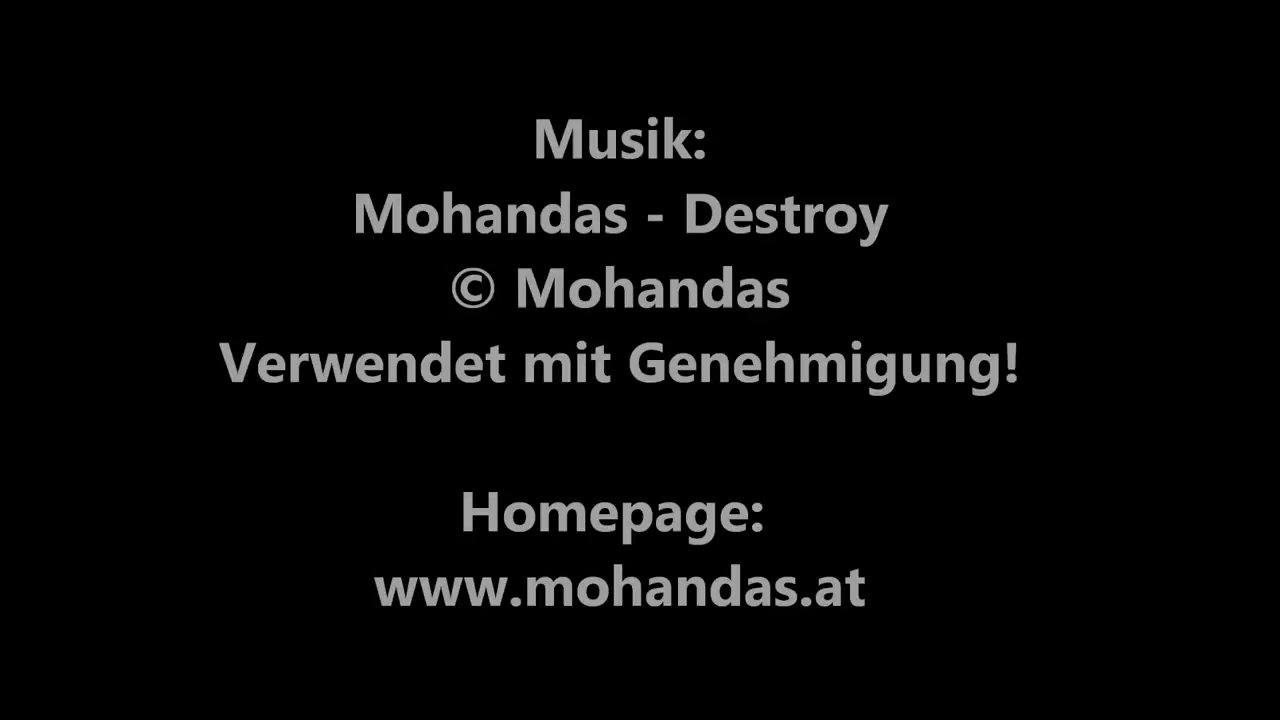 Musik:
Mohandas - Destroy
© Mohandas
Verwendet mit Genehmigung!
Homepage:
www.mohandas.at